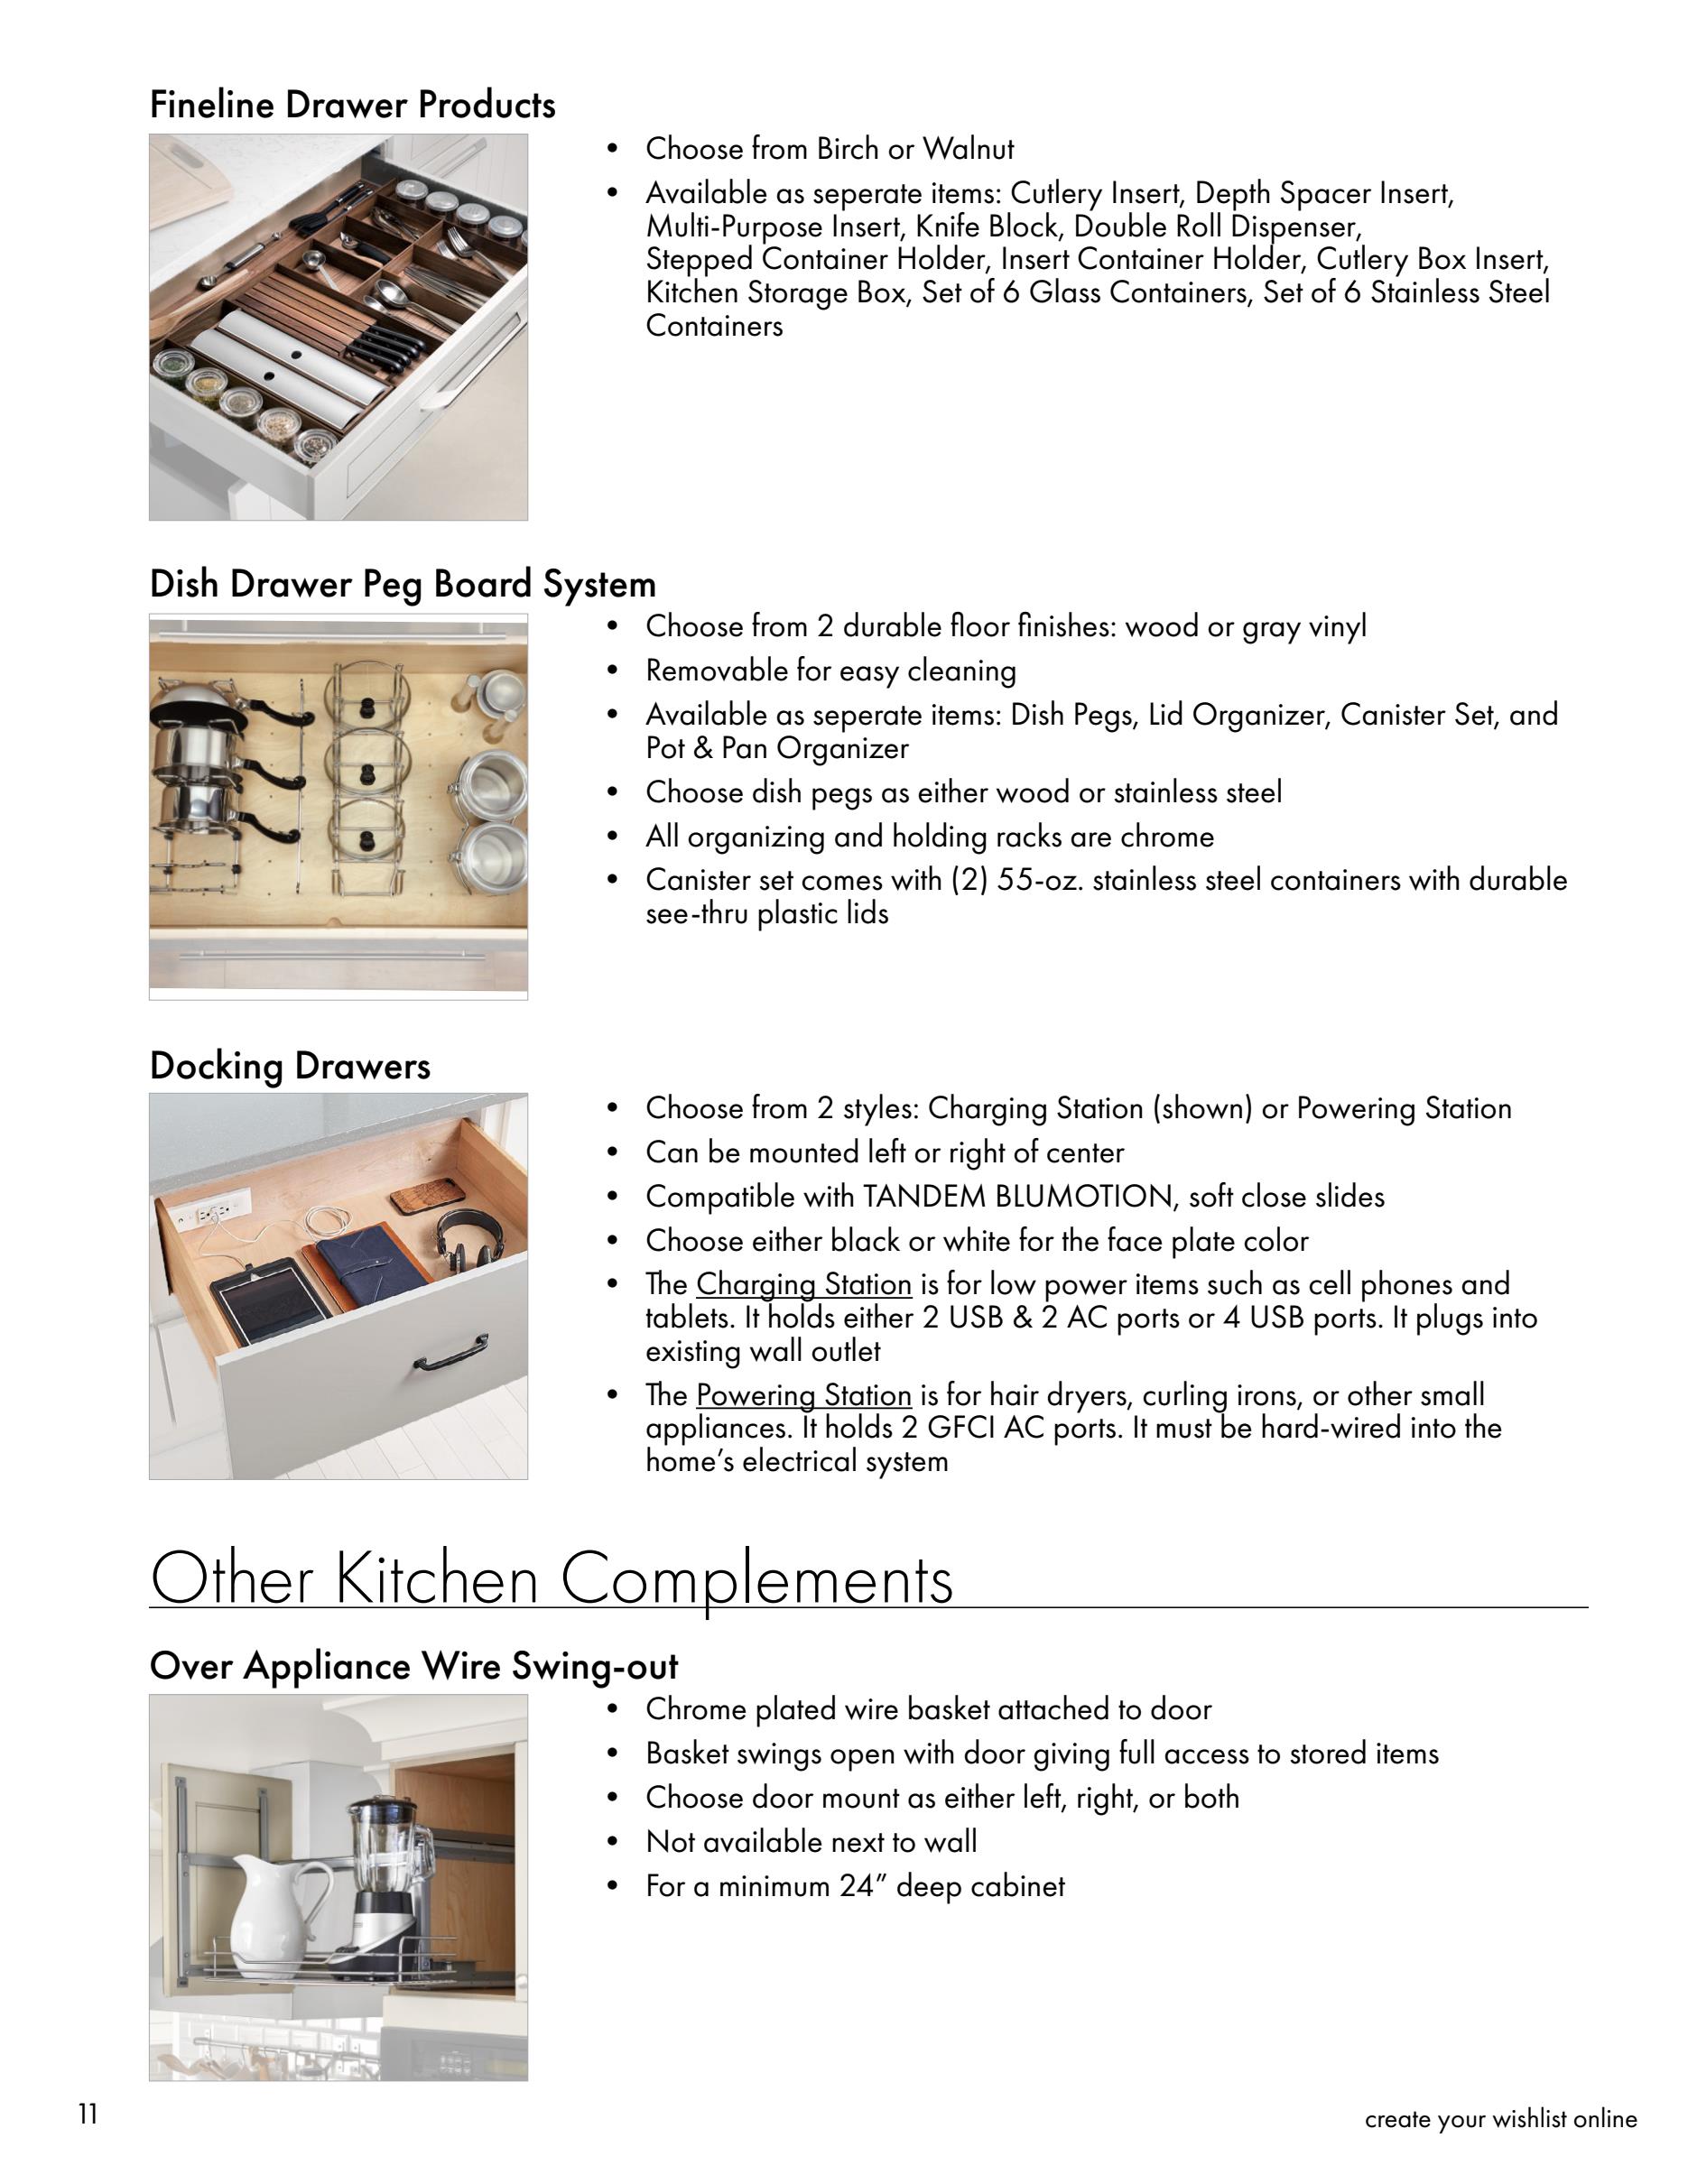 Fineline Drawer Products
• Choose from Birch or Walnut
• Available as seperate items: Cutlery Insert, Depth Spacer Insert,
Multi-Purpose Insert, Knife Block, Double Roll Dispenser,
Stepped Container Holder, Insert Container Holder, Cutlery Box Insert,
Kitchen Storage Box, Set of 6 Glass Containers, Set of 6 Stainless Steel
Containers
Dish Drawer Peg Board System
• Choose from 2 durable floor finishes: wood or gray vinyl
• Removable for easy cleaning
• Available as seperate items: Dish Pegs, Lid Organizer, Canister Set, and
Pot & Pan Organizer
• Choose dish pegs as either wood or stainless steel
• All organizing and holding racks are chrome
• Canister set comes with (2) 55-oz. stainless steel containers with durable
see-thru plastic lids
Docking Drawers
• Choose from 2 styles: Charging Station (shown) or Powering Station
• Can be mounted left or right of center
• Compatible with TANDEM BLUMOTION, soft close slides
• Choose either black or white for the face plate color
• The Charging Station is for low power items such as cell phones and
tablets. It holds either 2 USB & 2 AC ports or 4 USB ports. It plugs into
existing wall outlet
• The Powering Station is for hair dryers, curling irons, or other small
appliances. It holds 2 GFCI AC ports. It must be hard-wired into the
home’s electrical system
Other Kitchen Complements
Over Appliance Wire Swing-out
• Chrome plated wire basket attached to door
• Basket swings open with door giving full access to stored items
• Choose door mount as either left, right, or both
• Not available next to wall
• For a minimum 24” deep cabinet
11
create your wishlist online